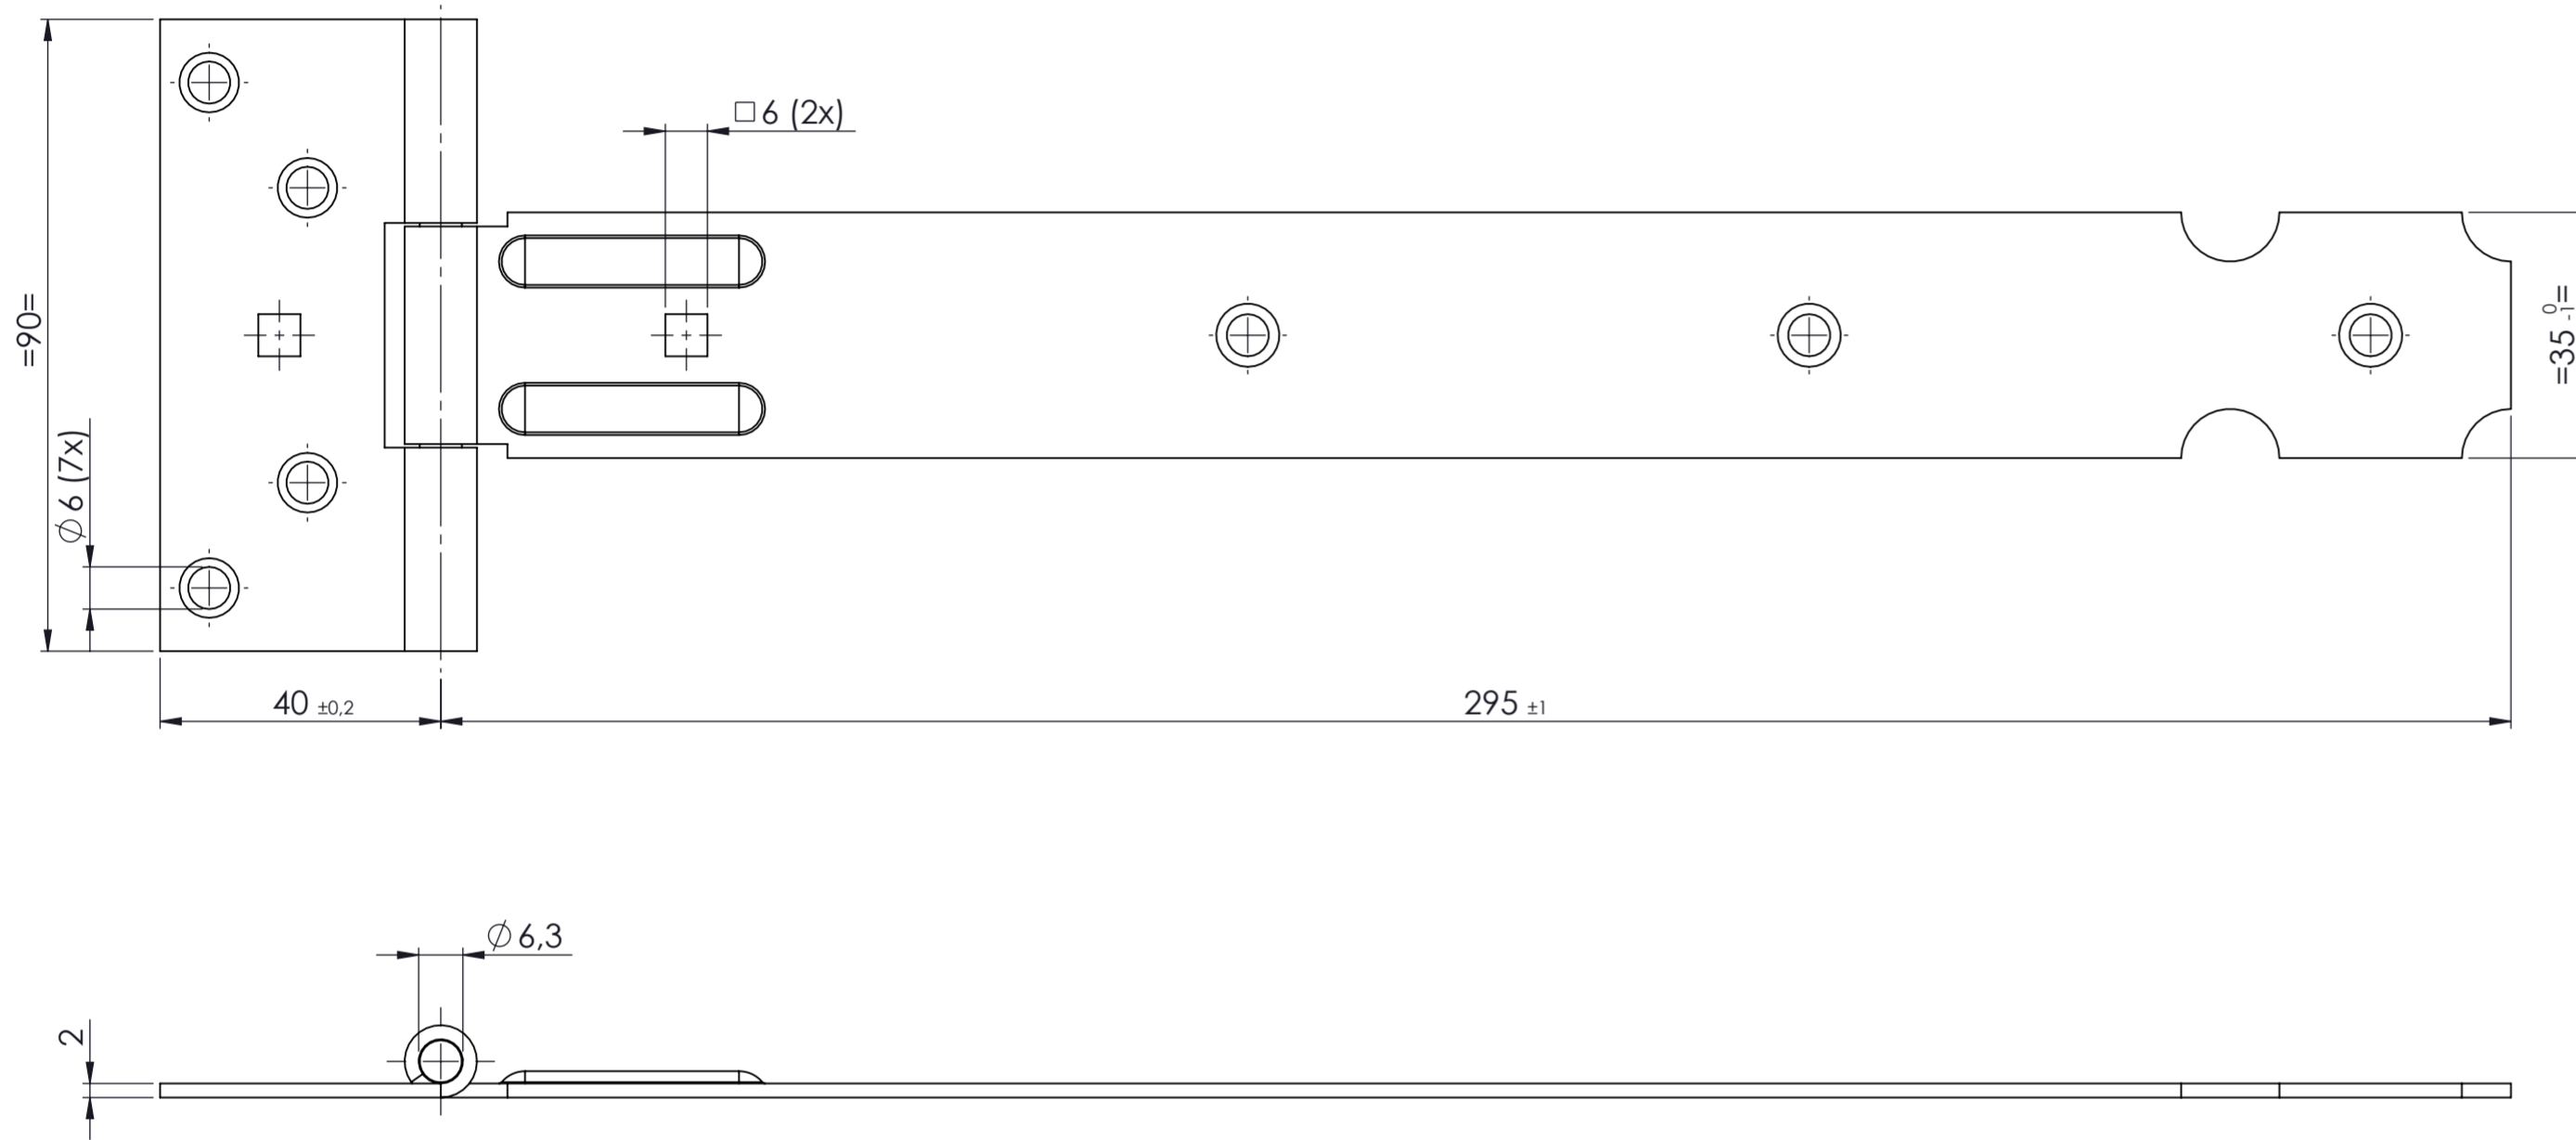 □6 (2x)
=90=
=35 0 -1=
∅6 (7x)
40 ±0,2
295 ±1
∅6,3
2